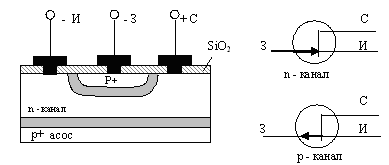 - И - З + С
SiO₂
P+
n - канал
p+ асос
С
З И
n - канал
С
З И
p - канал